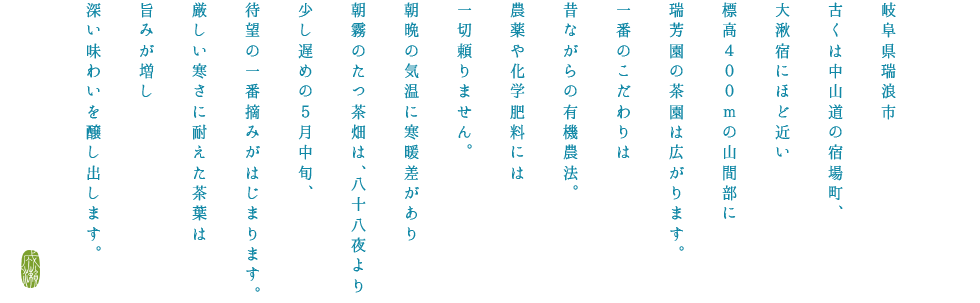 岐阜県瑞浪市
古くは中山道の宿場町、
大湫宿にほど近い
標高４００ｍの山間部に
瑞芳園の茶園は広がります。
一番のこだわりは
昔ながらの有機農法。
農薬や化学肥料には
一切頼りません。
朝晩の気温に寒暖差があり
朝霧のたつ茶畑は、八十八夜より
少し遅めの５月中旬、
待望の一番摘みがはじまります。
厳しい寒さに耐えた茶葉は
旨みが増し
深い味わいを醸し出します。